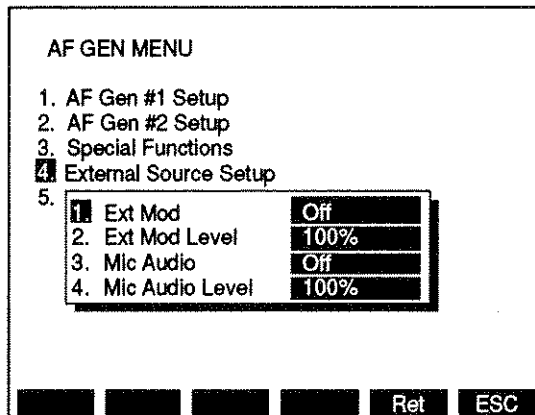 AF GEN MENU
1. AF Gen #1 Setup
2. AF Gen #2 Setup
3. Special Functions
4. External Source Setup
5.
1. Ext Mod Off
2. Ext Mod Level 100%
3. Mic Audio Off
4. Mic Audio Level 100%
Ret ESC